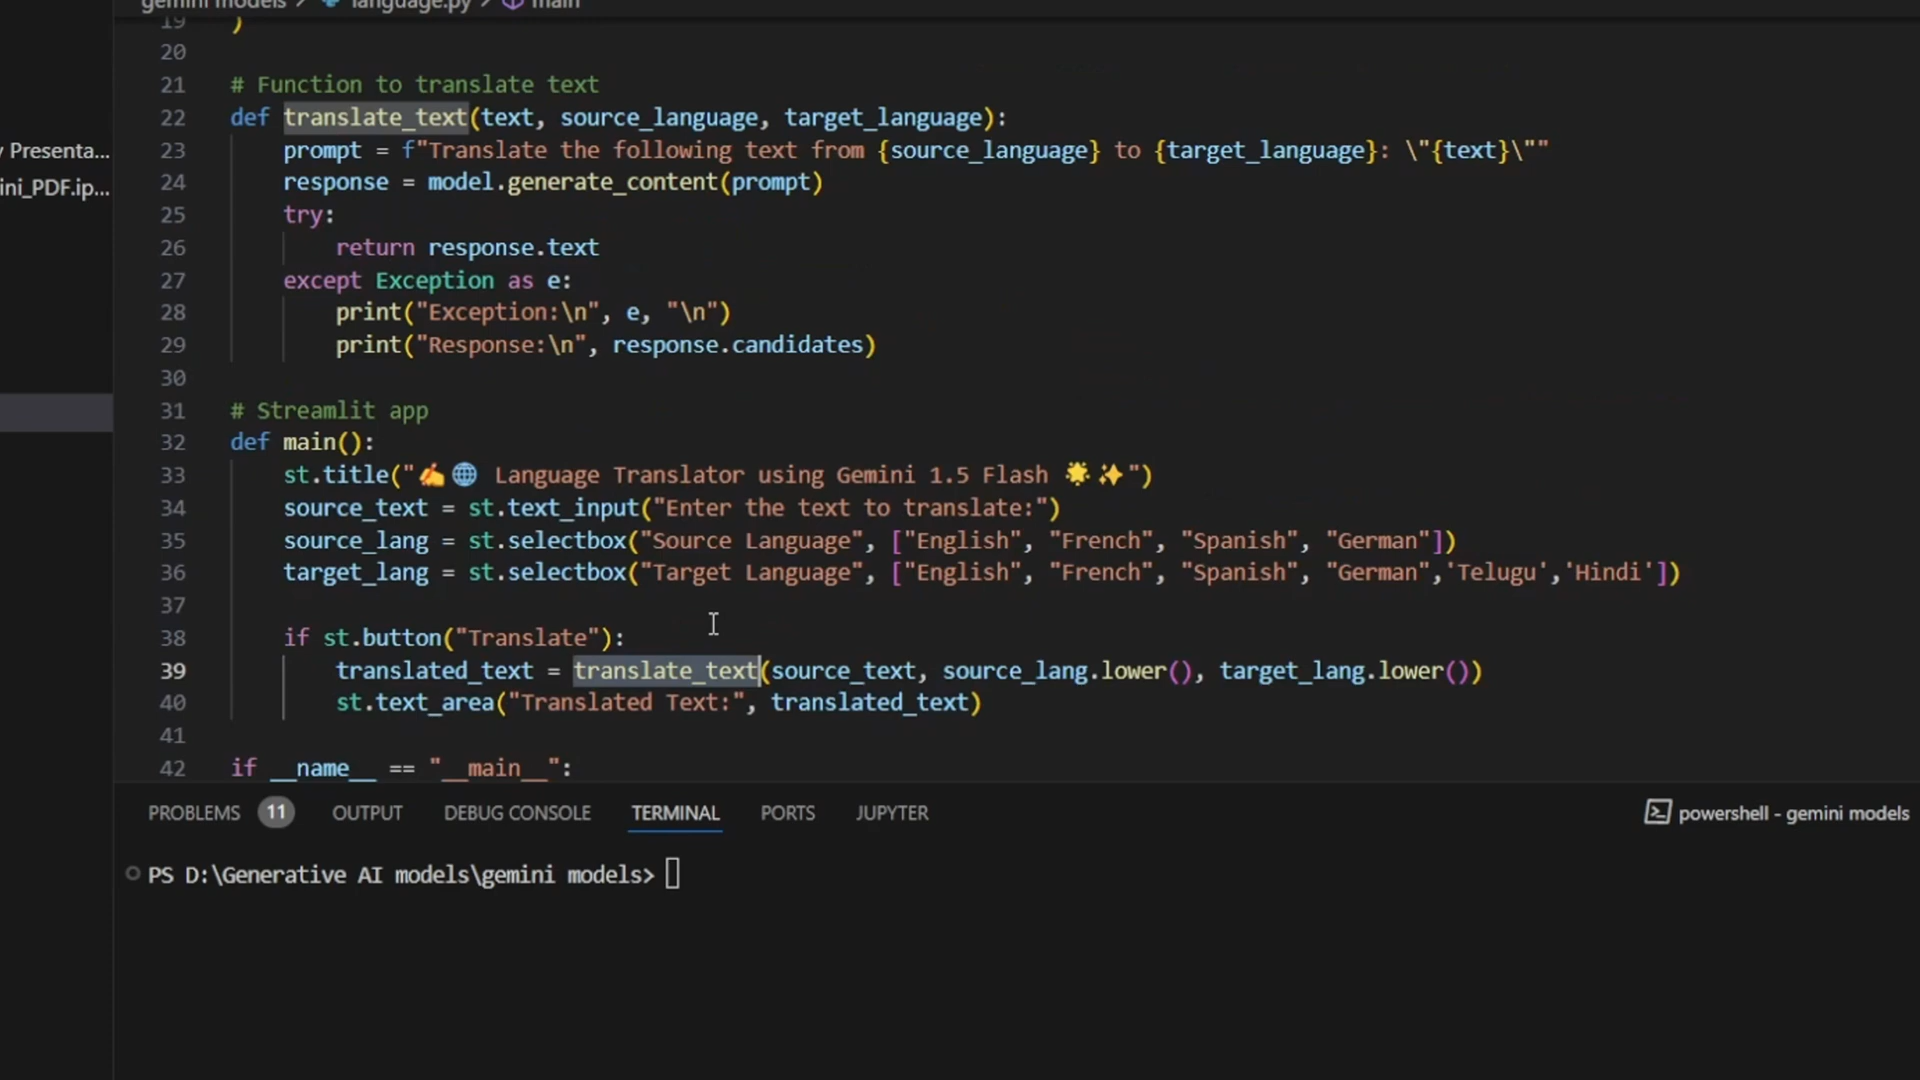 gemini models > language.py > main
19 )
20
21 # Function to translate text
22 def translate_text(text, source_language, target_language):
23 prompt = f"Translate the following text from {source_language} to {target_language}: \"{text}\""
24 response = model.generate_content(prompt)
25 try:
26 return response.text
27 except Exception as e:
28 print("Exception:\n", e, "\n")
29 print("Response:\n", response.candidates)
30
31 # Streamlit app
32 def main():
33 st.title("✍️🌐 Language Translator using Gemini 1.5 Flash 🌟✨")
34 source_text = st.text_input("Enter the text to translate:")
35 source_lang = st.selectbox("Source Language", ["English", "French", "Spanish", "German"])
36 target_lang = st.selectbox("Target Language", ["English", "French", "Spanish", "German",'Telugu','Hindi'])
37
38 if st.button("Translate"):
39 translated_text = translate_text(source_text, source_lang.lower(), target_lang.lower())
40 st.text_area("Translated Text:", translated_text)
41
42 if __name__ == "__main__":
y Presenta...
ini_PDF.ip...
PROBLEMS 11 OUTPUT DEBUG CONSOLE TERMINAL PORTS JUPYTER
powershell - gemini models
PS D:\Generative AI models\gemini models>